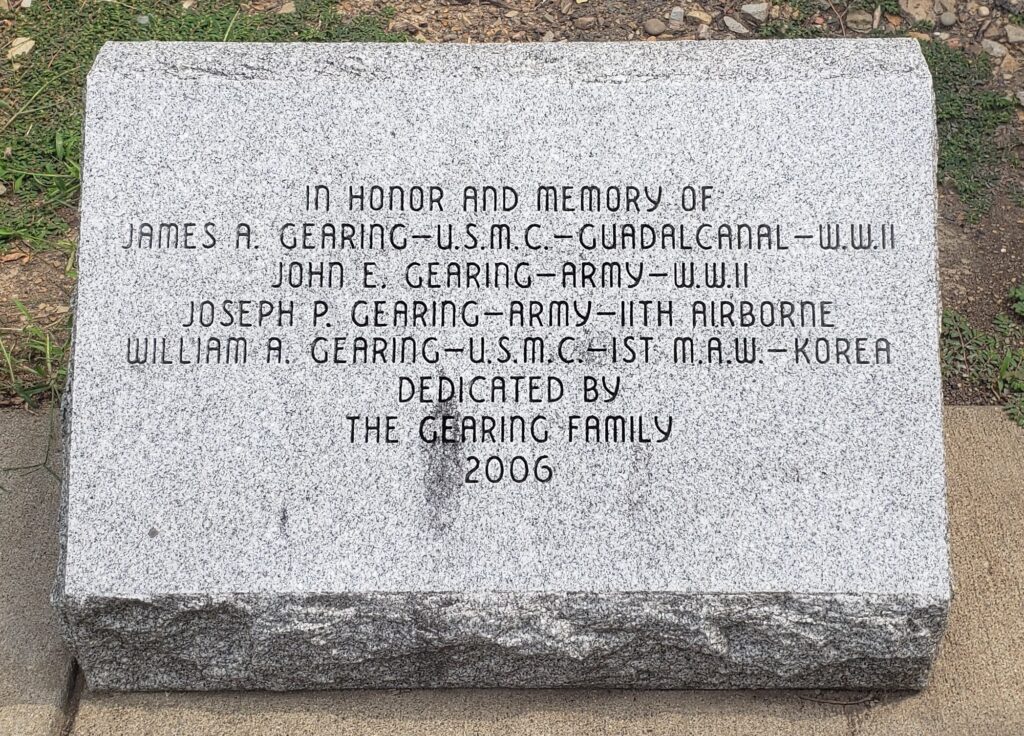 IN HONOR AND MEMORY OF
JAMES A. GEARING-U.S.M.C.-GUADALCANAL-W.W.II
JOHN E. GEARING-ARMY-W.W.II
JOSEPH P. GEARING-ARMY-11TH AIRBORNE
WILLIAM A. GEARING-U.S.M.C.-1ST M.A.W.-KOREA
DEDICATED BY
THE GEARING FAMILY
2006